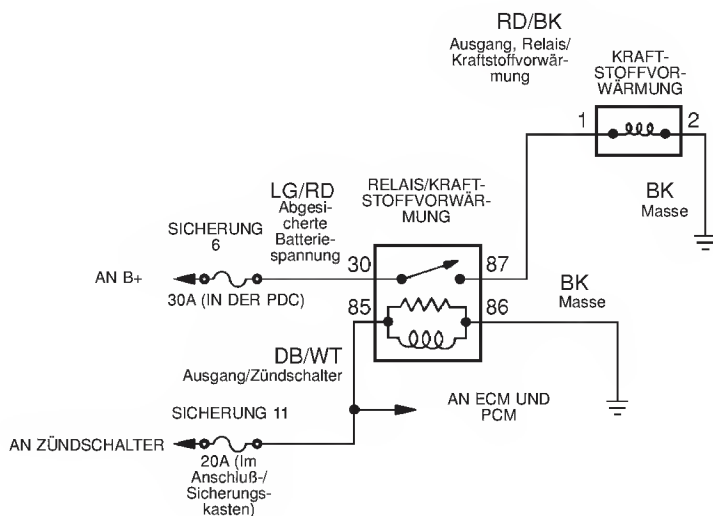 RD/BK
Ausgang, Relais/
Kraftstoffvorwär-
mung
KRAFT-
STOFFVOR-
WÄRMUNG
1
2
LG/RD
Abgesi-
cherte
Batterie-
spannung
RELAIS/KRAFT-
STOFFVORWÄR-
MUNG
BK
Masse
SICHERUNG
6
30
87
AN B+
30A (IN DER PDC)
85
86
BK
Masse
DB/WT
Ausgang/Zündschalter
SICHERUNG 11
AN ECM UND
PCM
AN ZÜNDSCHALTER
20A (Im
Anschluß-/
Sicherungs-
kasten)